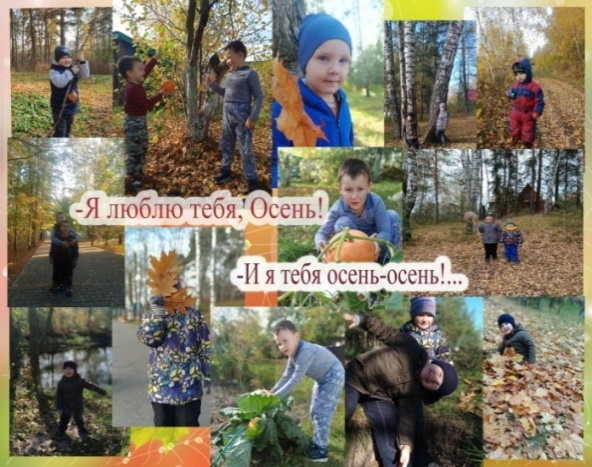 -Я люблю тебя, Осень!
-И я тебя осень-осень!...